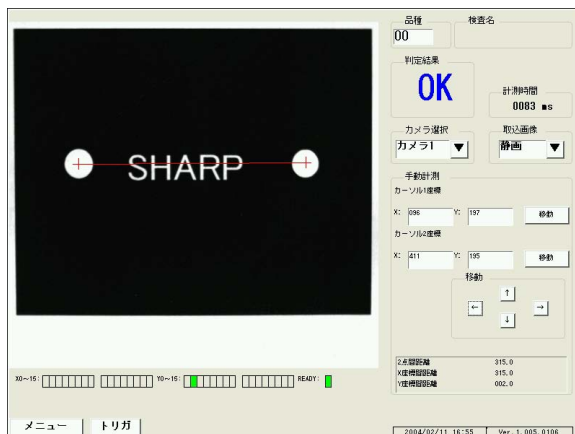 品種
検査名
00
判定結果
OK
計測時間
0083 ms
カメラ選択
取込画像
カメラ1
静画
SHARP
手動計測
カーソル1座標
X: 096 Y: 197 移動
カーソル2座標
X: 411 Y: 195 移動
移動
↑
← →
↓
2点間距離 315.0
X座標間距離 315.0
Y座標間距離 002.0
X0～15: Y0～15: READY:
メニュー トリガ
2004/02/11 16:55 Ver.1.005.0106